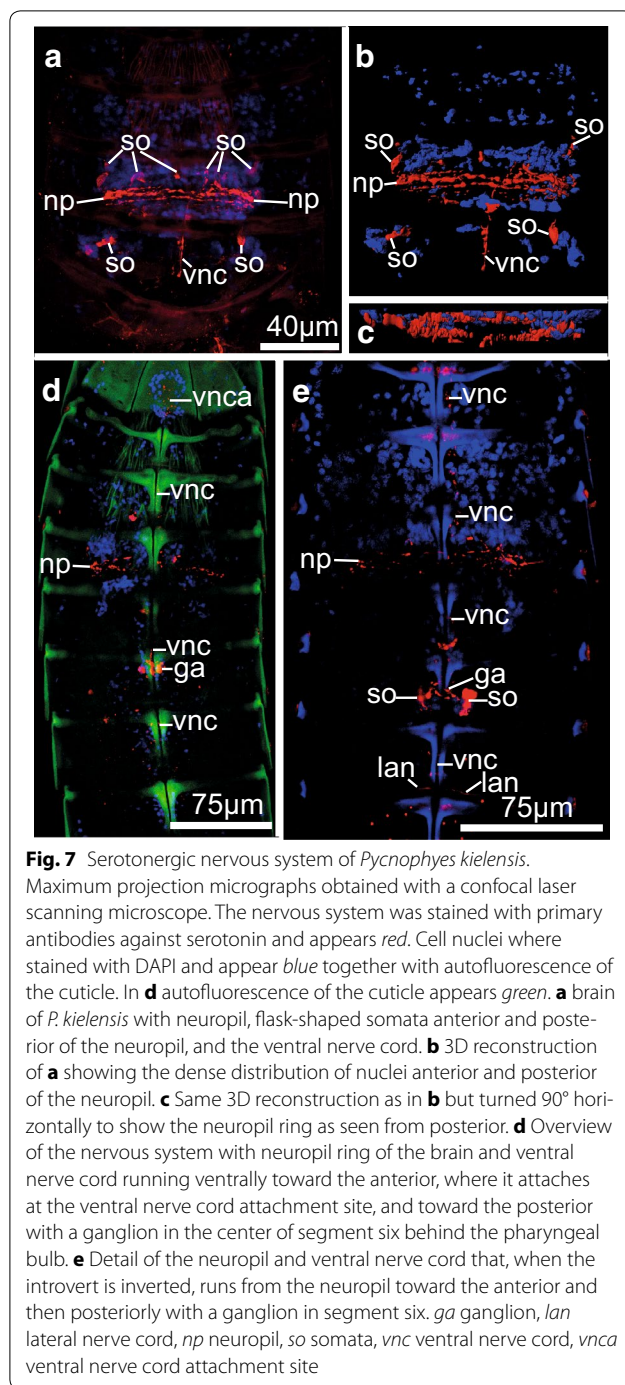 a
so
so
np
np
so
vnc
so
40µm
b
so
so
np
so
so
vnc
c
d
vnca
vnc
np
vnc
ga
vnc
75µm
e
vnc
vnc
np
vnc
ga
so
so
vnc
lan
lan
75µm
Fig. 7 Serotonergic nervous system of Pycnophyes kielensis.
Maximum projection micrographs obtained with a confocal laser
scanning microscope. The nervous system was stained with primary
antibodies against serotonin and appears red. Cell nuclei where
stained with DAPI and appear blue together with autofluorescence of
the cuticle. In d autofluorescence of the cuticle appears green. a brain
of P. kielensis with neuropil, flask-shaped somata anterior and poste-
rior of the neuropil, and the ventral nerve cord. b 3D reconstruction
of a showing the dense distribution of nuclei anterior and posterior
of the neuropil. c Same 3D reconstruction as in b but turned 90° hori-
zontally to show the neuropil ring as seen from posterior. d Overview
of the nervous system with neuropil ring of the brain and ventral
nerve cord running ventrally toward the anterior, where it attaches
at the ventral nerve cord attachment site, and toward the posterior
with a ganglion in the center of segment six behind the pharyngeal
bulb. e Detail of the neuropil and ventral nerve cord that, when the
introvert is inverted, runs from the neuropil toward the anterior and
then posteriorly with a ganglion in segment six. ga ganglion, lan
lateral nerve cord, np neuropil, so somata, vnc ventral nerve cord, vnca
ventral nerve cord attachment site